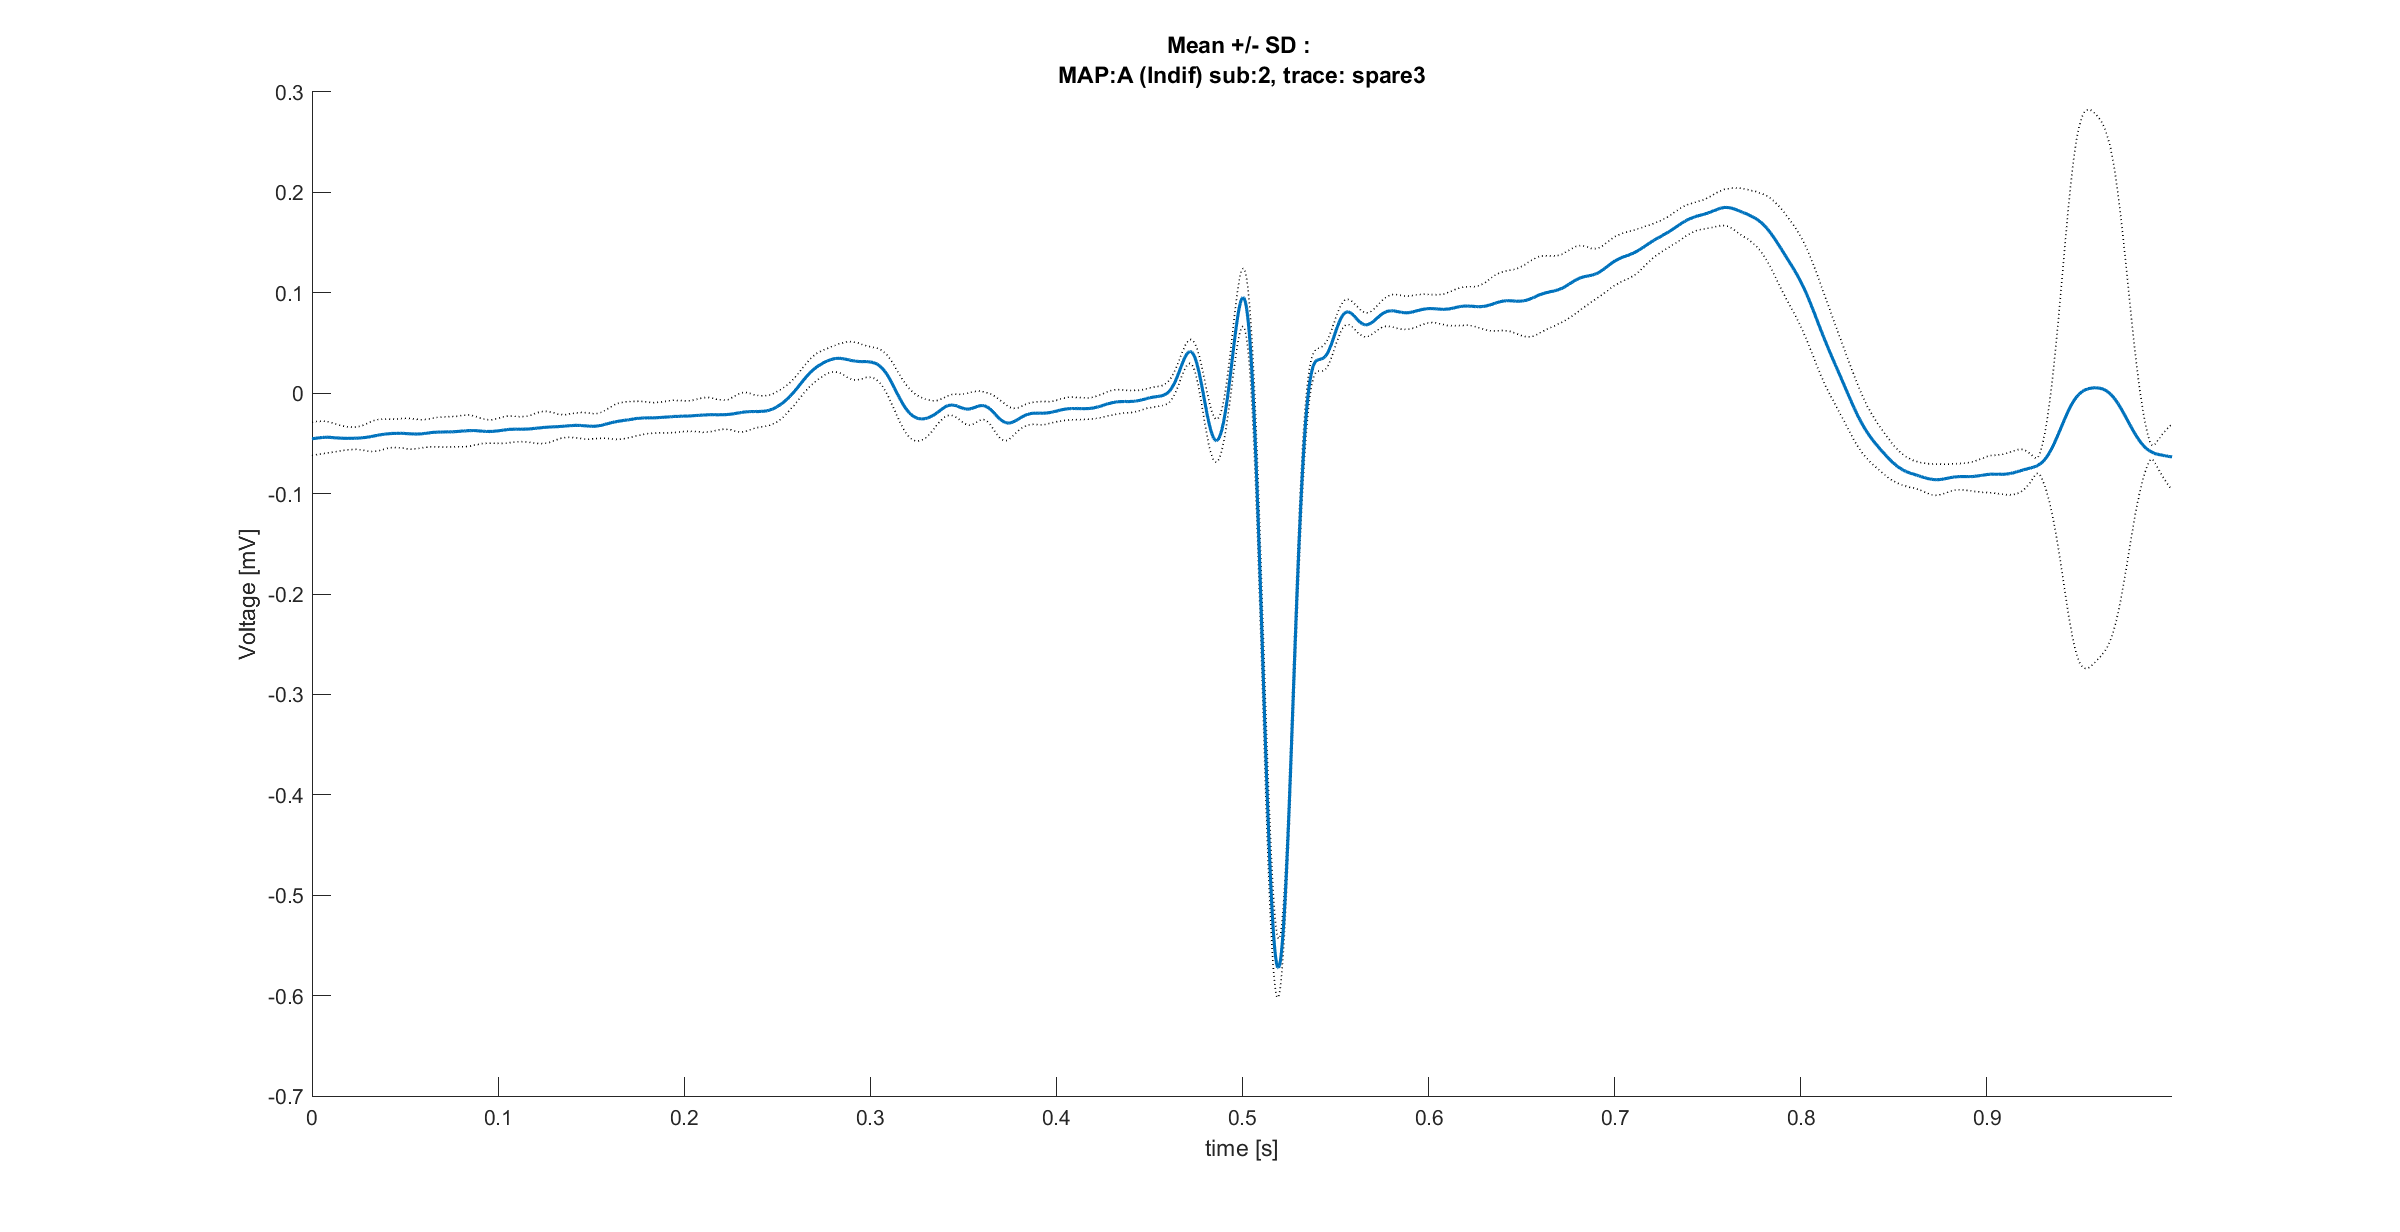 Mean +/- SD :
MAP:A (Indif) sub:2, trace: spare3
0.3
0.2
0.1
0
-0.1
-0.2
-0.3
-0.4
-0.5
-0.6
-0.7
Voltage [mV]
0 0.1 0.2 0.3 0.4 0.5 0.6 0.7 0.8 0.9
time [s]